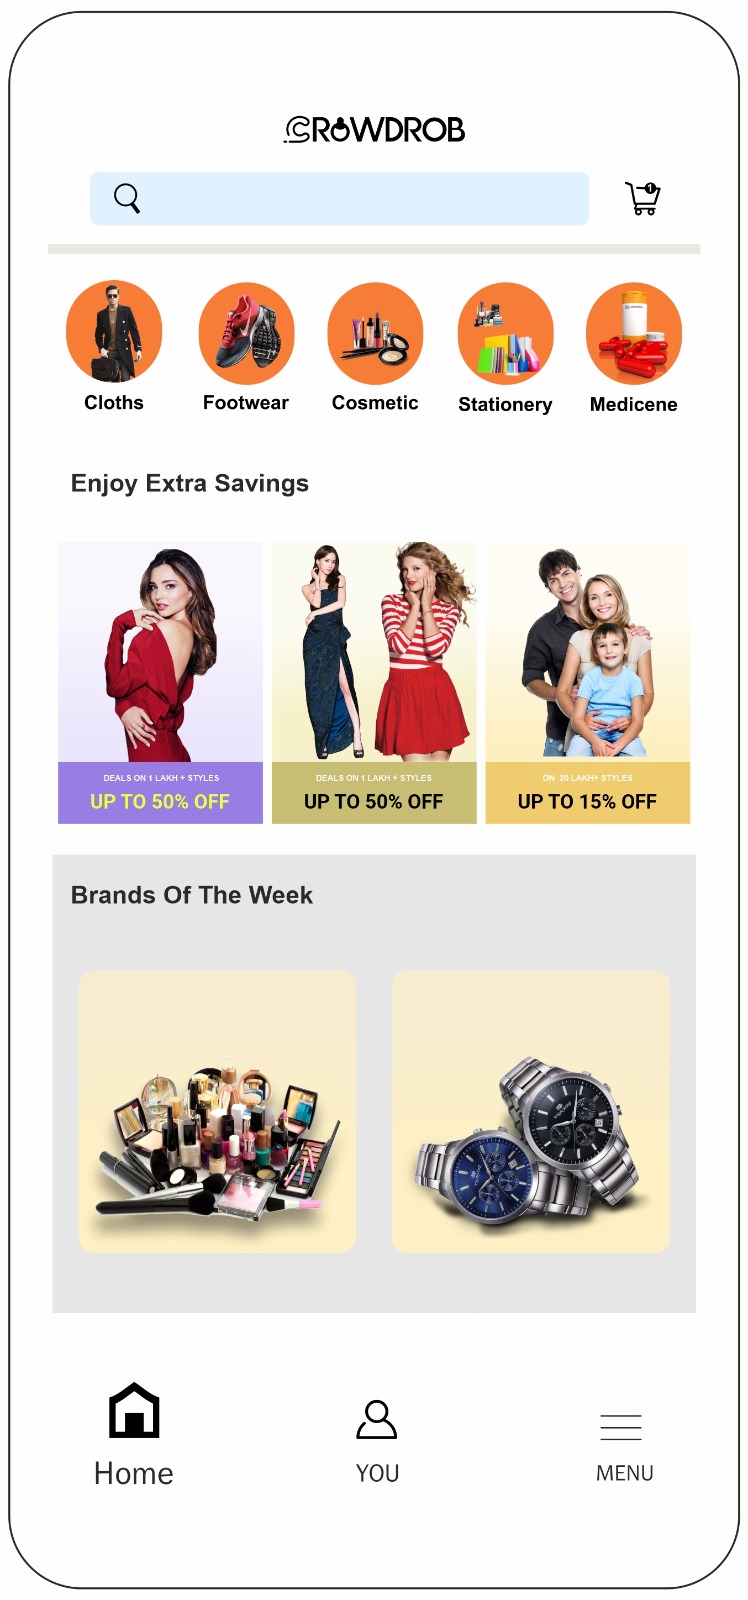 CROWDROB
1
Cloths
Footwear
Cosmetic
Stationery
Medicene
Enjoy Extra Savings
DEALS ON 1 LAKH + STYLES
UP TO 50% OFF
DEALS ON 1 LAKH + STYLES
UP TO 50% OFF
ON 20 LAKH+ STYLES
UP TO 15% OFF
Brands Of The Week
Home
YOU
MENU